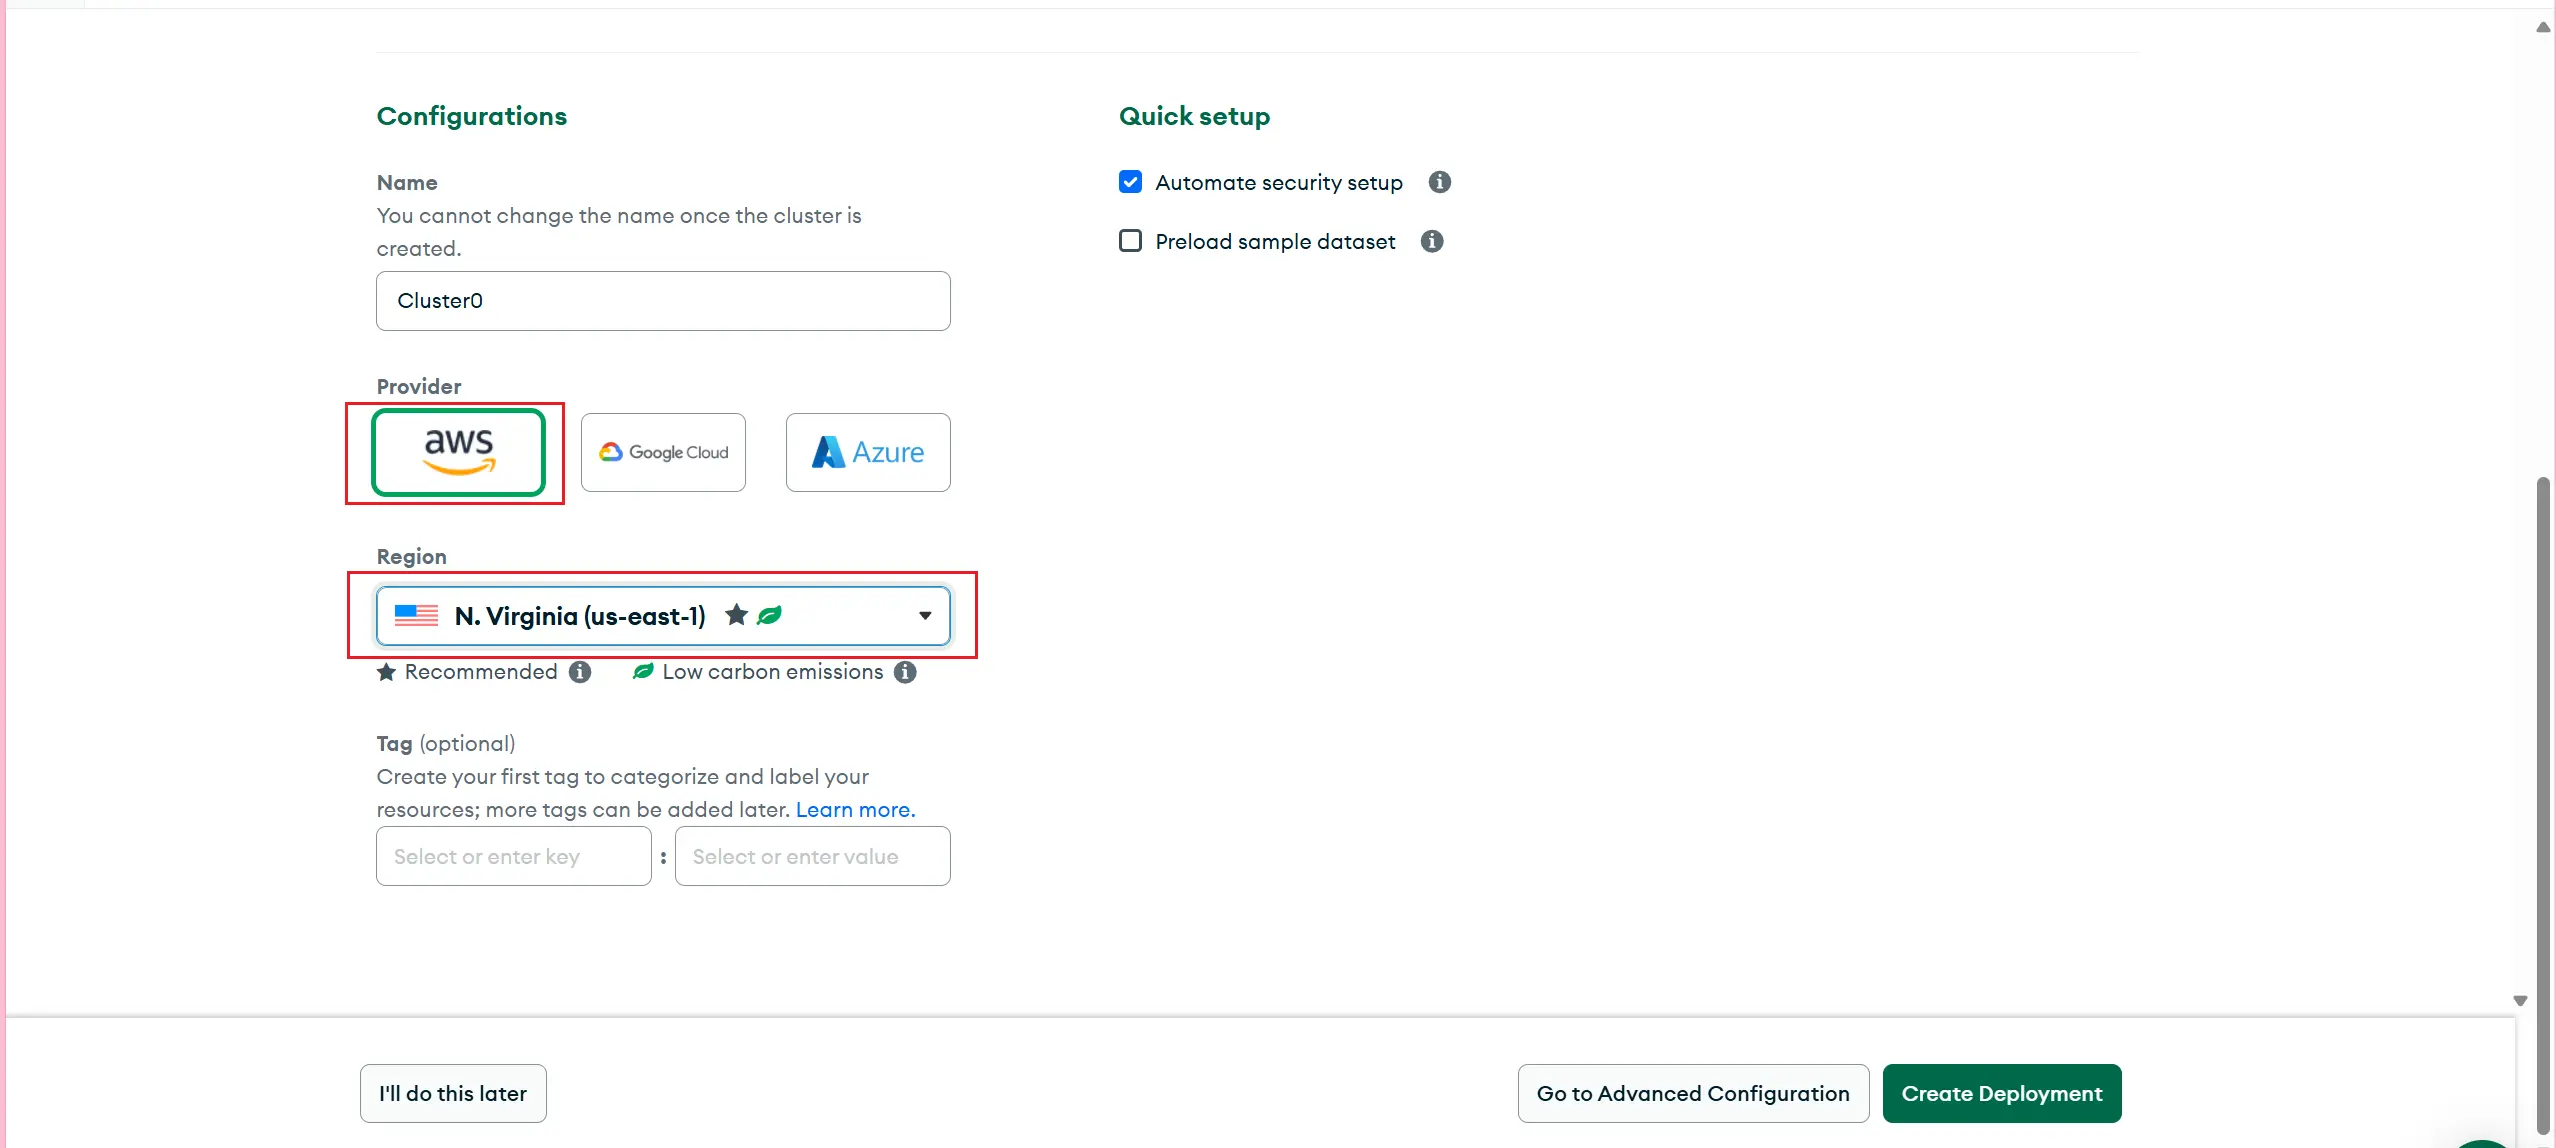 Configurations
Name
You cannot change the name once the cluster is
created.
Cluster0
Provider
aws
Google Cloud
Azure
Region
N. Virginia (us-east-1)
Recommended
Low carbon emissions
Tag (optional)
Create your first tag to categorize and label your
resources; more tags can be added later. Learn more.
Select or enter key : Select or enter value
Quick setup
Automate security setup
Preload sample dataset
I'll do this later
Go to Advanced Configuration
Create Deployment